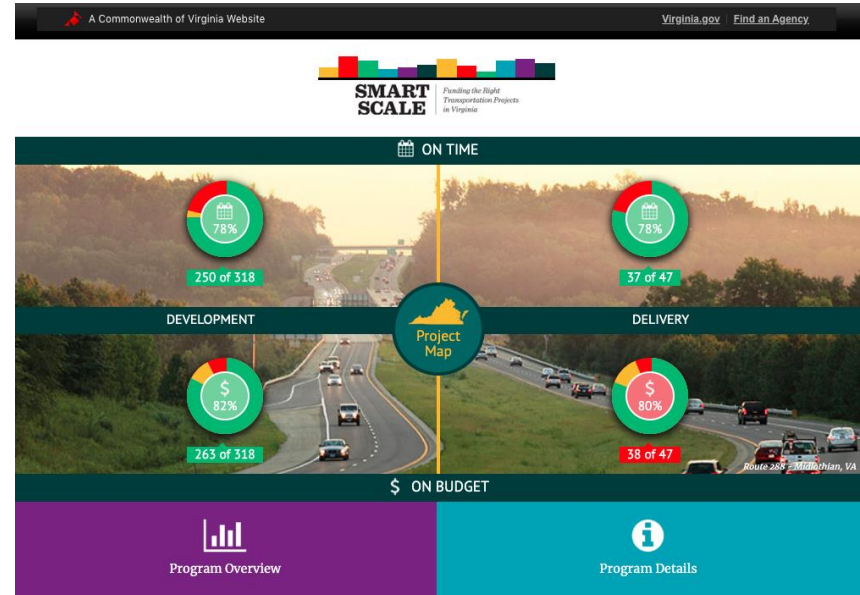 A Commonwealth of Virginia Website
Virginia.gov | Find an Agency
SMART
SCALE
Funding the Right
Transportation Projects
in Virginia
ON TIME
78%
250 of 318
78%
37 of 47
DEVELOPMENT
Project
Map
DELIVERY
$
82%
263 of 318
$
80%
38 of 47
Route 288 - Midlothian, VA
$ ON BUDGET
Program Overview
i
Program Details